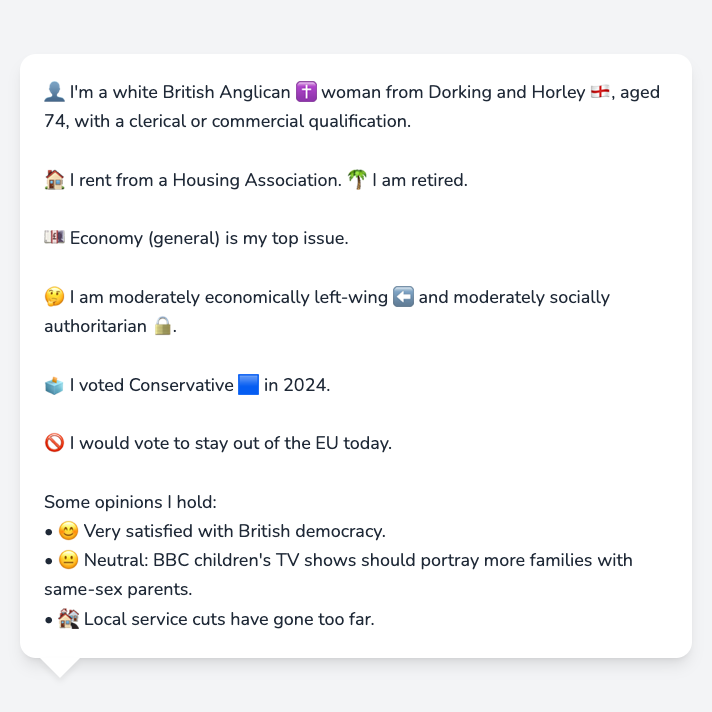 👤 I'm a white British Anglican ✝️ woman from Dorking and Horley 🏴󠁧󠁢󠁥󠁮󠁧󠁿, aged
74, with a clerical or commercial qualification.
🏠 I rent from a Housing Association. 🌴 I am retired.
💷 Economy (general) is my top issue.
🤔 I am moderately economically left-wing ⬅️ and moderately socially
authoritarian 🔒.
🗳️ I voted Conservative 🟦 in 2024.
🚫 I would vote to stay out of the EU today.
Some opinions I hold:
• 😊 Very satisfied with British democracy.
• 😐 Neutral: BBC children's TV shows should portray more families with
same-sex parents.
• 🏚️ Local service cuts have gone too far.